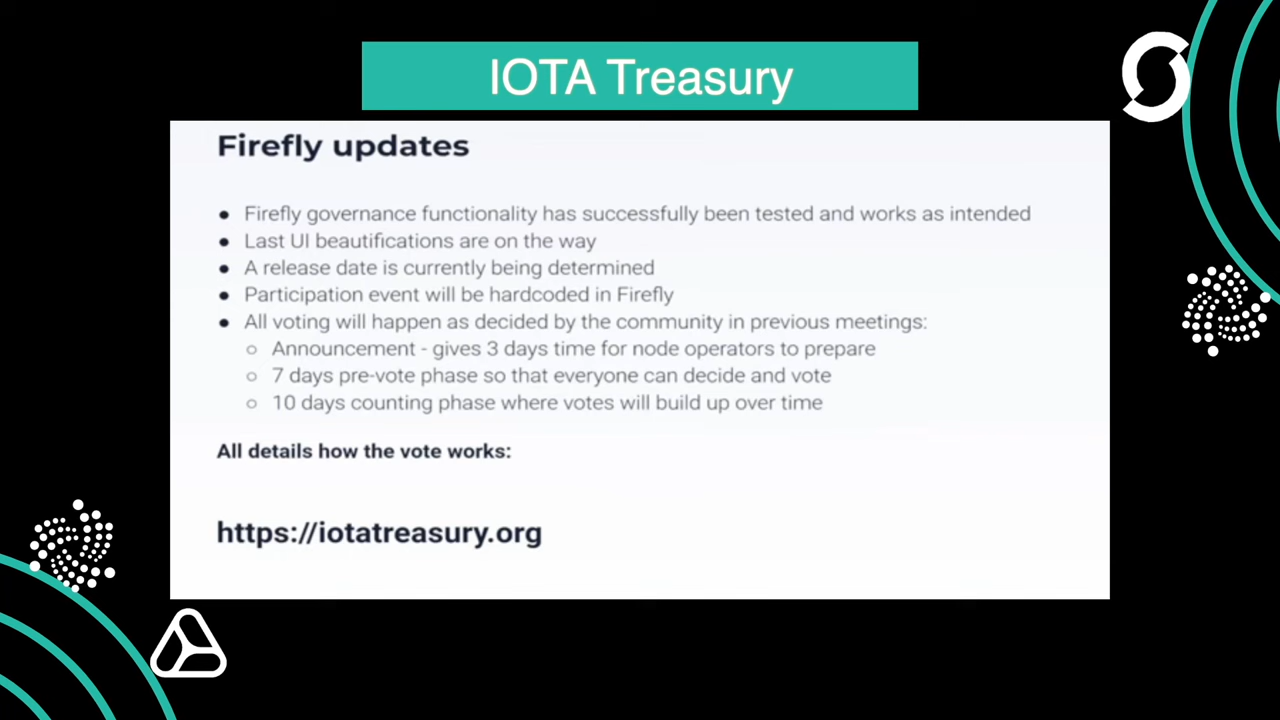 IOTA Treasury
Firefly updates
● Firefly governance functionality has successfully been tested and works as intended
● Last UI beautifications are on the way
● A release date is currently being determined
● Participation event will be hardcoded in Firefly
● All voting will happen as decided by the community in previous meetings:
○ Announcement - gives 3 days time for node operators to prepare
○ 7 days pre-vote phase so that everyone can decide and vote
○ 10 days counting phase where votes will build up over time
All details how the vote works:
https://iotatreasury.org